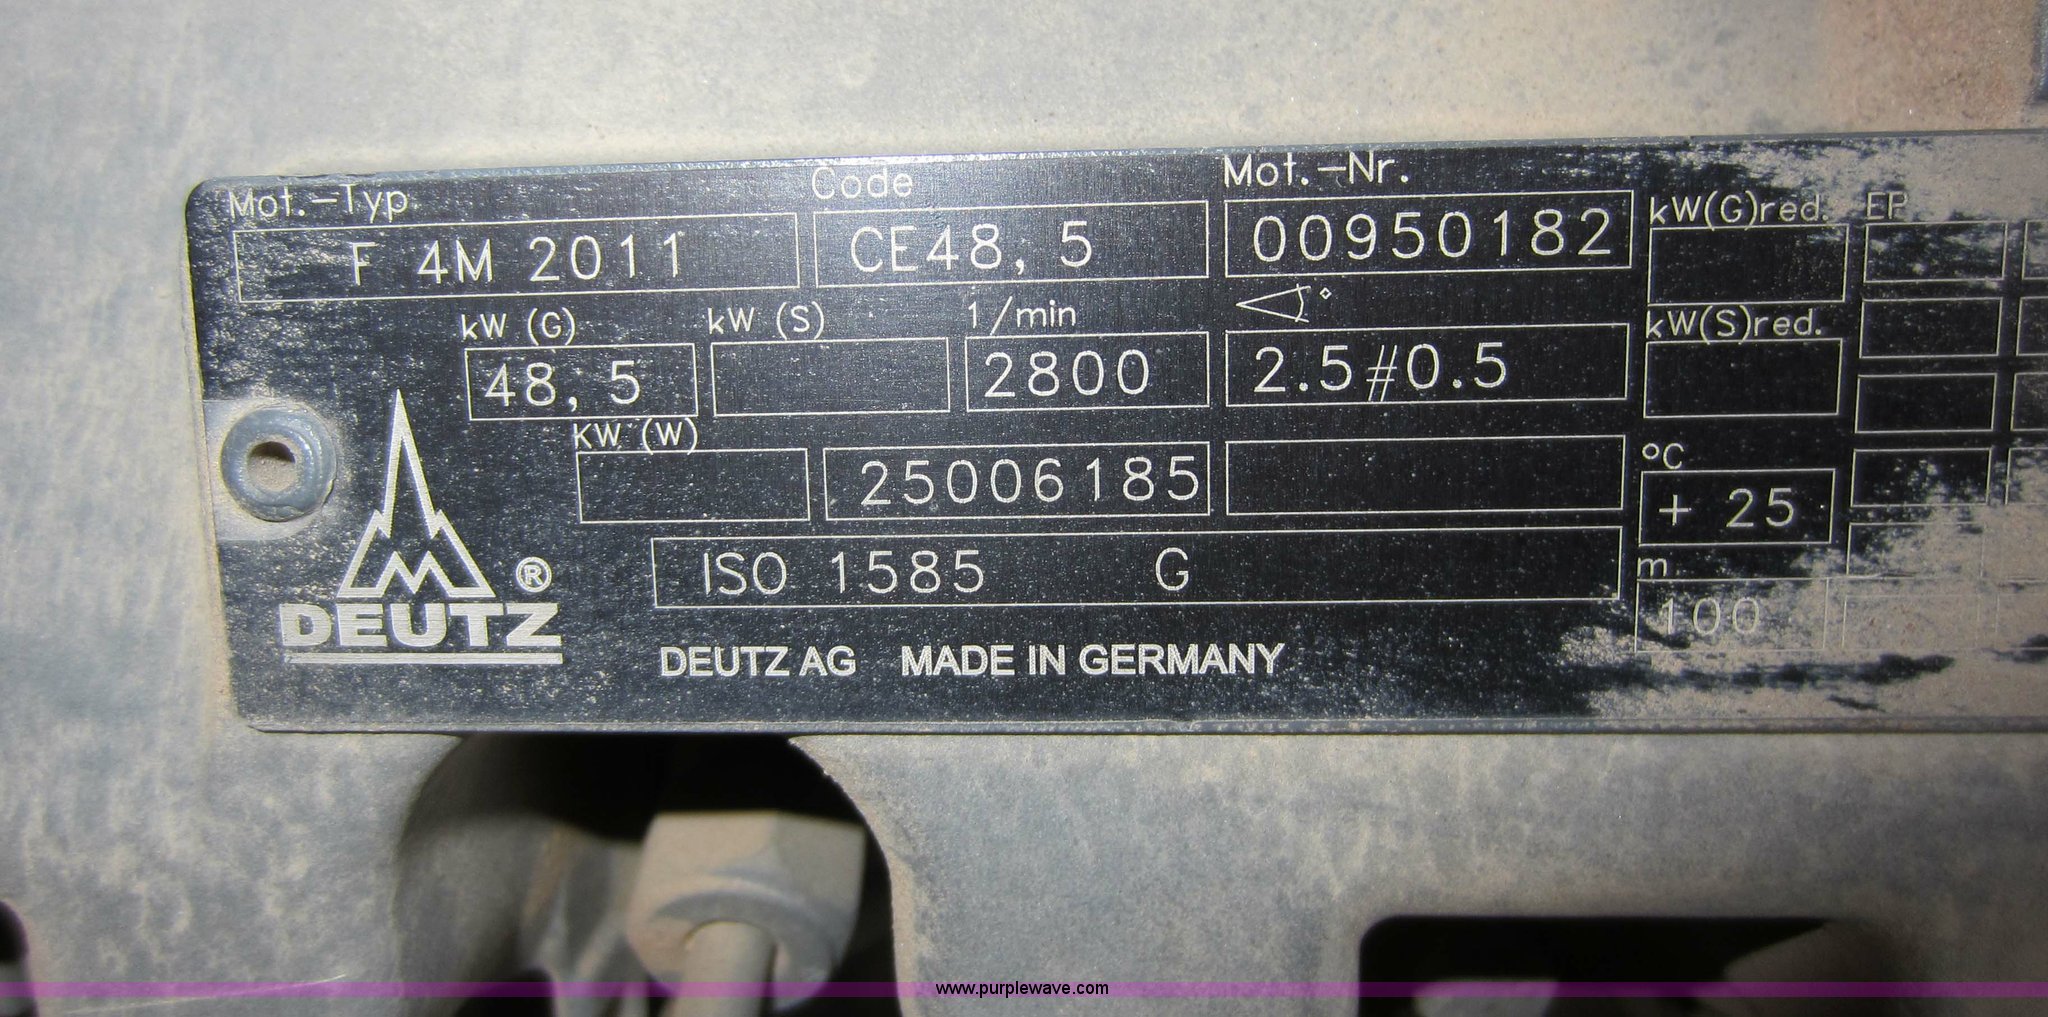 Mot.-Typ. Code Mot.-Nr. kW(G)red. EP
F 4M 2011 CE48, 5 00950182
kW (G) kW (S) 1/min ∢° kW(S)red.
48, 5 2800 2.5#0.5
KW (W) °C
25006185 + 25
ISO 1585 G m
100
® DEUTZ
DEUTZ AG MADE IN GERMANY
www.purplewave.com